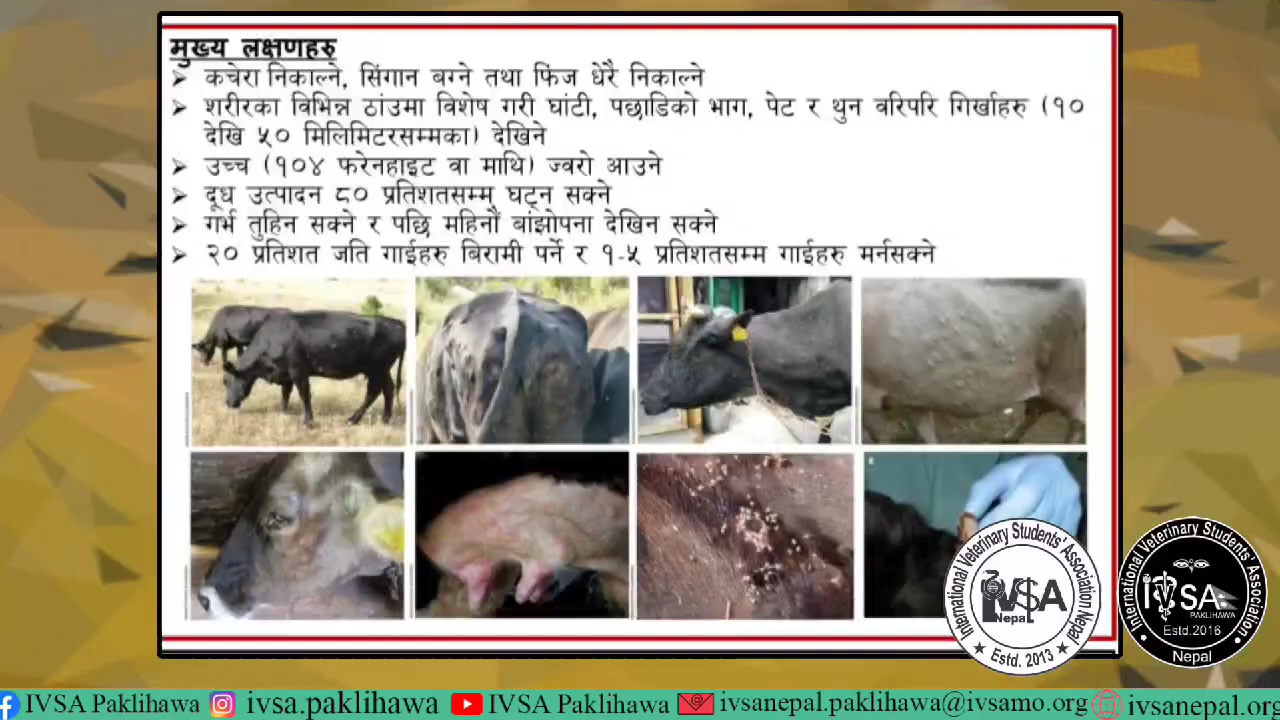 मुख्य लक्षणहरु
➢ कचेरा निकाल्ने, सिंगान बग्ने तथा फिंज धेरै निकाल्ने
➢ शरीरका विभिन्न ठांउमा विशेष गरी घांटी, पछाडिको भाग, पेट र थुन वरिपरि गिर्खाहरु (१०
देखि ५० मिलिमिटरसम्मका) देखिने
➢ उच्च (१०४ फरेनहाइट वा माथि) ज्वरो आउने
➢ दूध उत्पादन ८० प्रतिशतसम्म घट्न सक्ने
➢ गर्भ तुहिन सक्ने र पछि महिनौं बांझोपना देखिन सक्ने
➢ २० प्रतिशत जति गाईहरु बिरामी पर्ने र १-५ प्रतिशतसम्म गाईहरु मर्नसक्ने
International Veterinary Students' Association Nepal
IVSA
Nepal
Estd. 2013
International Veterinary Students' Association
IVSA
PAKLIHAWA
Estd.2016
Nepal
IVSA Paklihawa ivsa.paklihawa IVSA Paklihawa ivsanepal.paklihawa@ivsamo.org ivsanepal.org